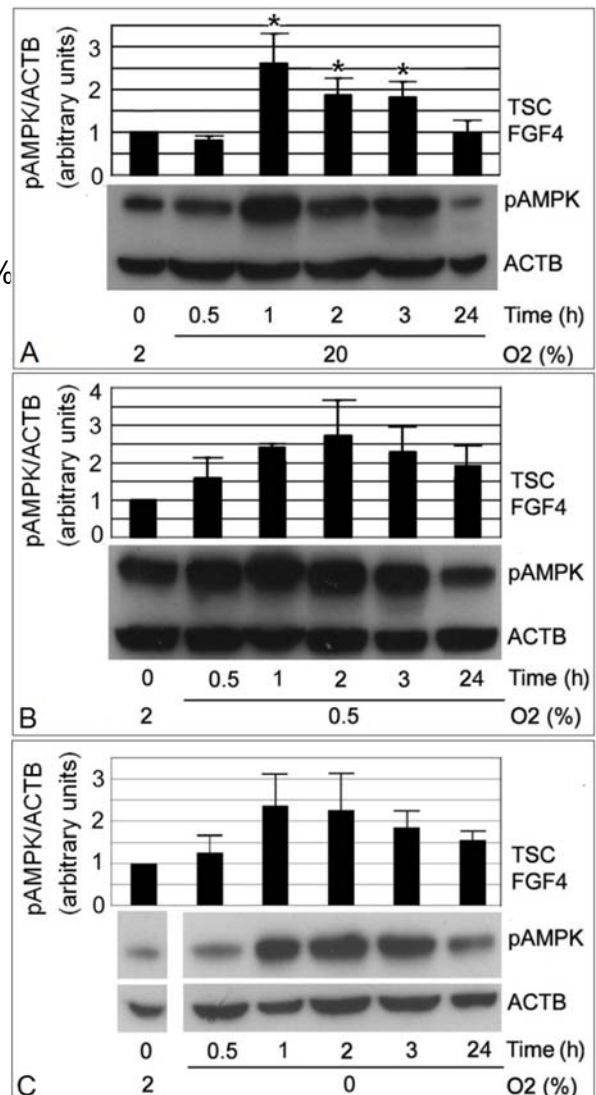 pAMPK/ACTB
(arbitrary units)
3
2
1
0
* * *
TSC
FGF4
pAMPK
ACTB
%
0 0.5 1 2 3 24 Time (h)
A 2 20 O2 (%)
pAMPK/ACTB
(arbitrary units)
4
3
2
1
0
TSC
FGF4
pAMPK
ACTB
0 0.5 1 2 3 24 Time (h)
B 2 0.5 O2 (%)
pAMPK/ACTB
(arbitrary units)
3
2
1
0
TSC
FGF4
pAMPK
ACTB
0 0.5 1 2 3 24 Time (h)
C 2 0 O2 (%)